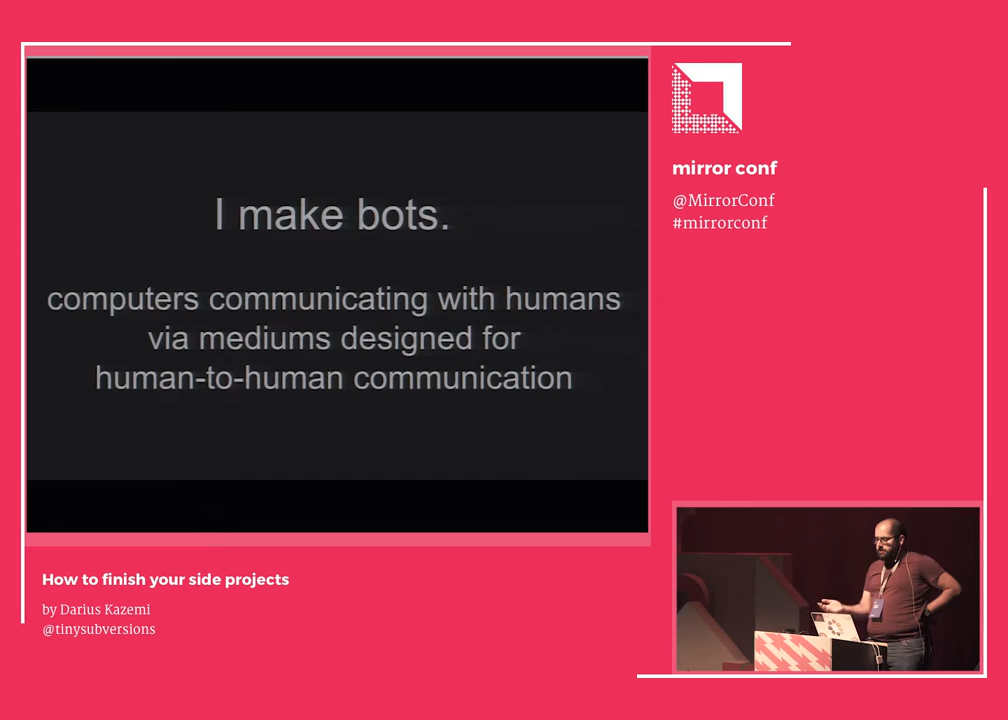 I make bots.
computers communicating with humans
via mediums designed for
human-to-human communication
mirror conf
@MirrorConf
#mirrorconf
How to finish your side projects
by Darius Kazemi
@tinysubversions